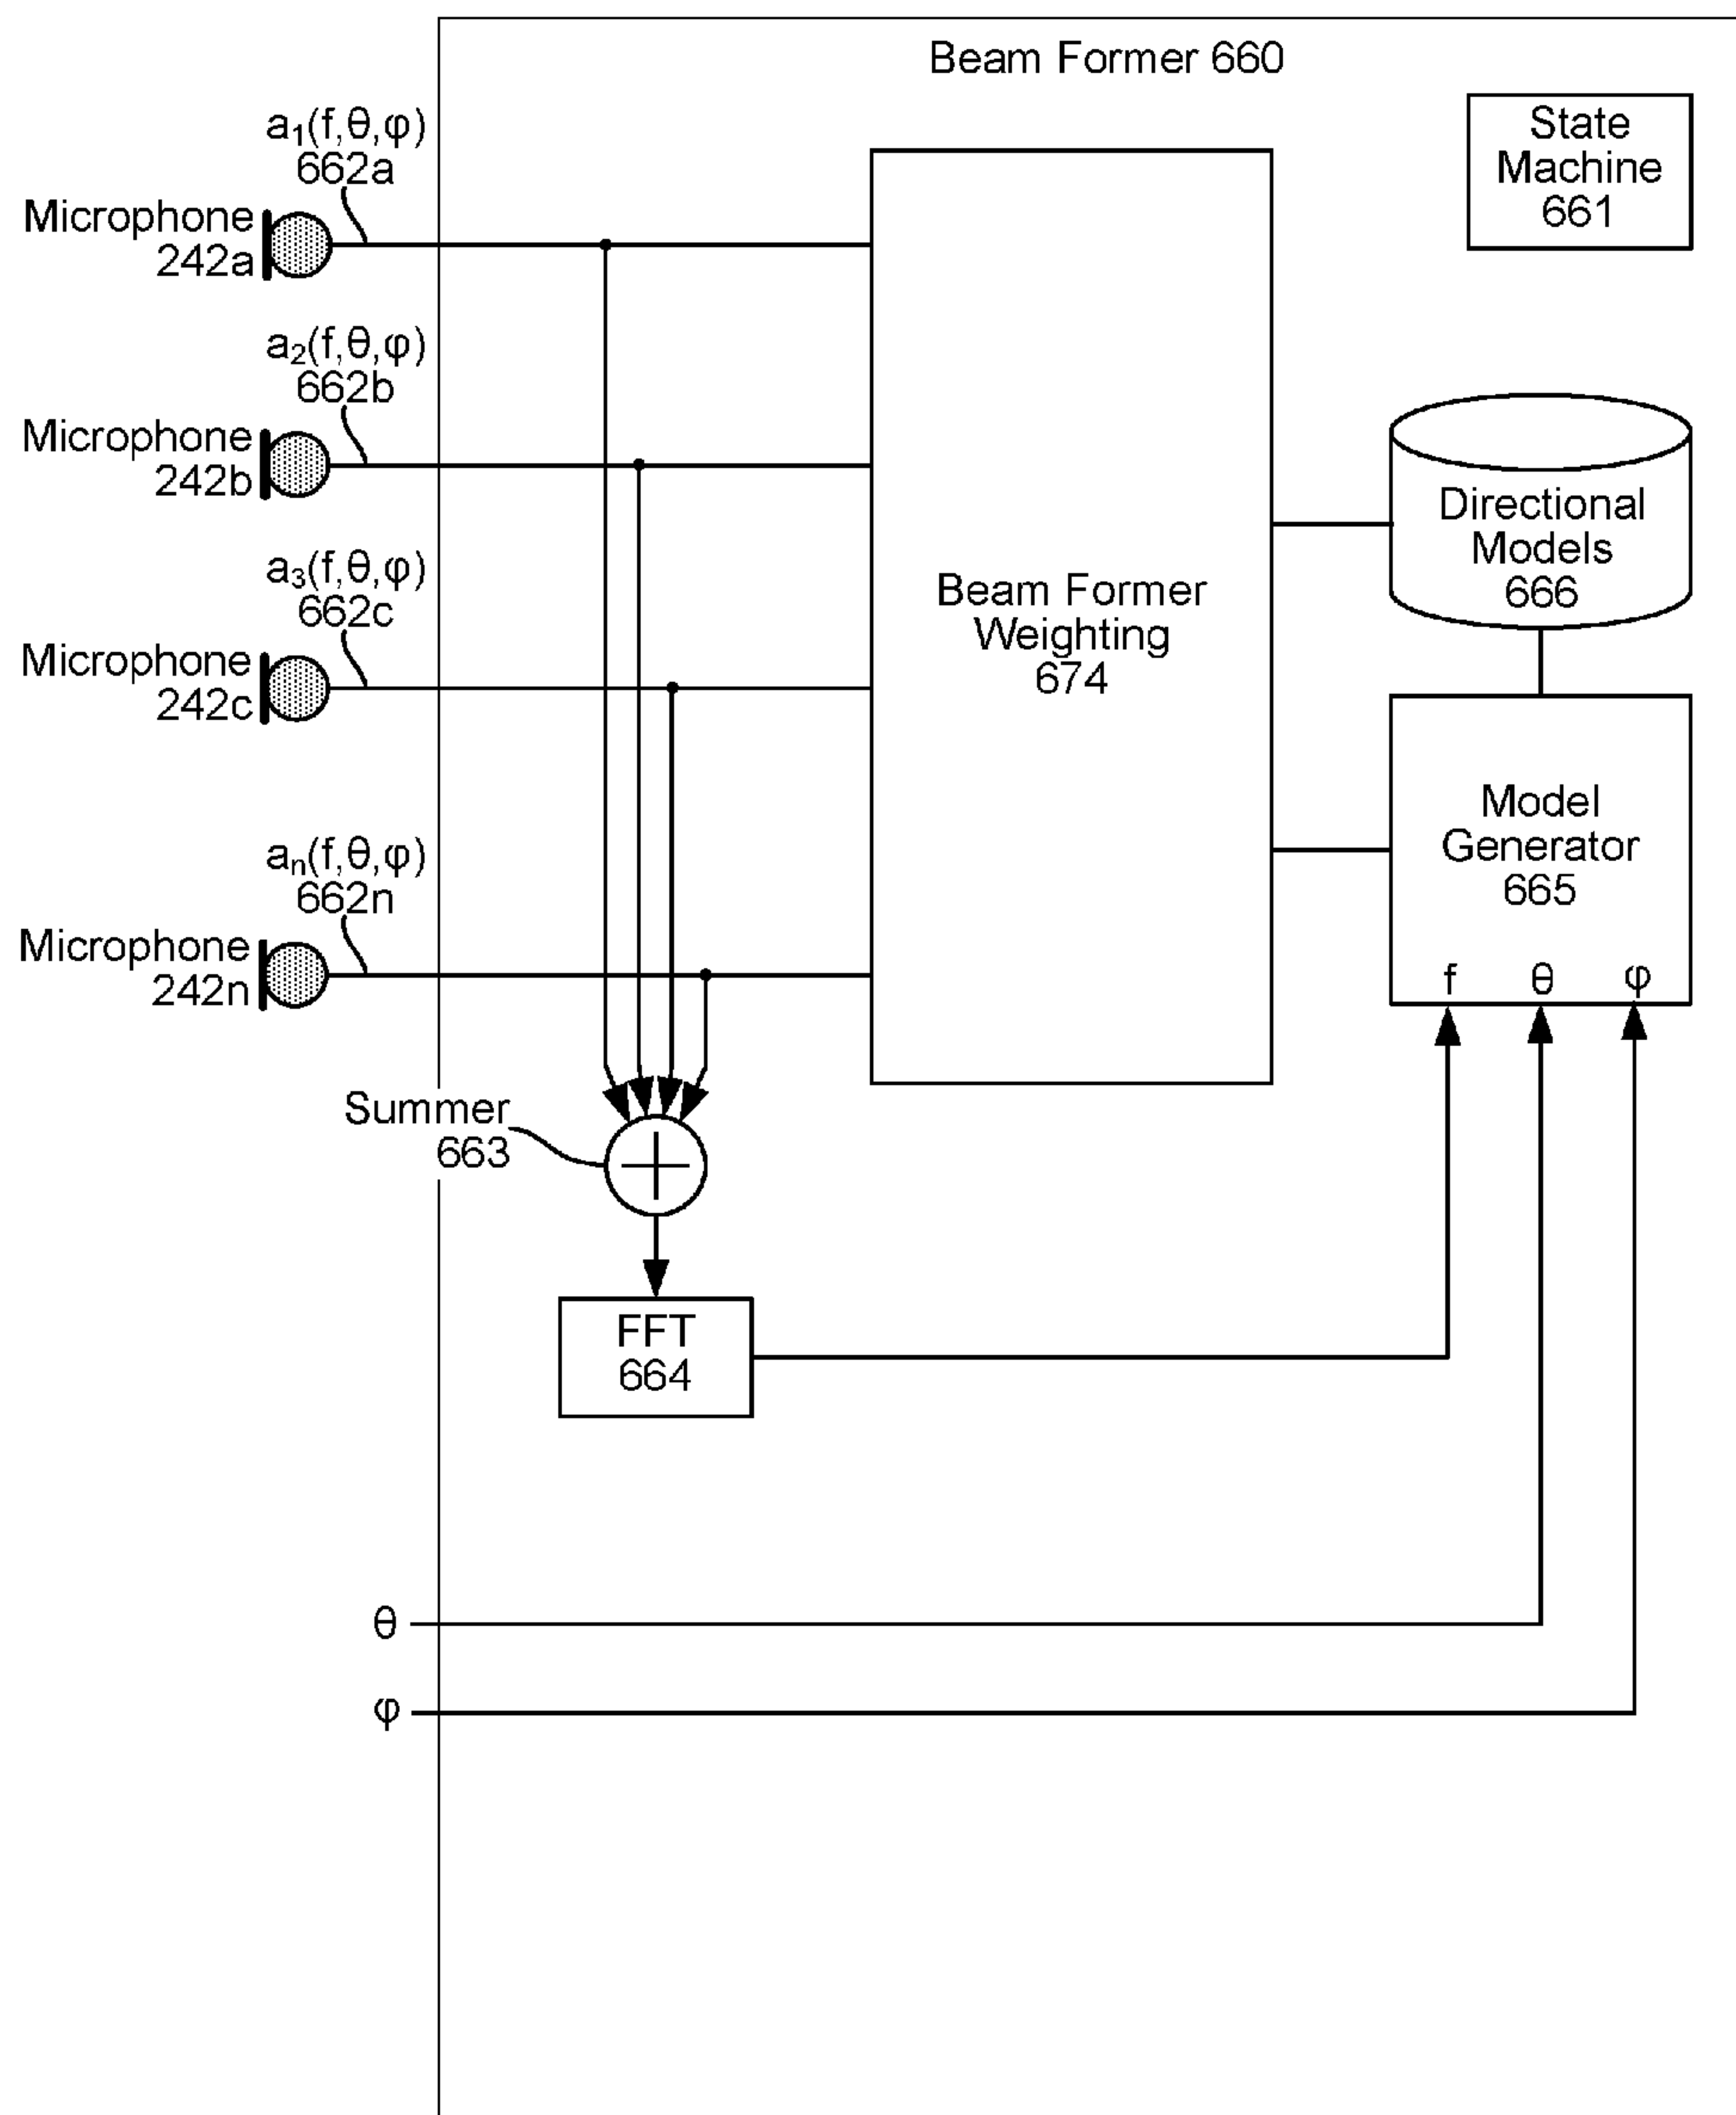 Beam Former 660
State
Machine
661
a₁(f,θ,φ)
662a
Microphone
242a
a₂(f,θ,φ)
662b
Microphone
242b
a₃(f,θ,φ)
662c
Microphone
242c
aₙ(f,θ,φ)
662n
Microphone
242n
Beam Former
Weighting
674
Directional
Models
666
Model
Generator
665
f θ φ
Summer
663
FFT
664
θ
φ